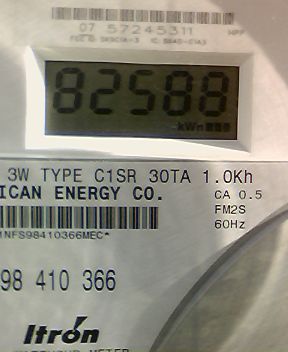 07 57245311
82588
kWh
3W TYPE C1SR 30TA 1.0Kh
ICAN ENERGY CO. CA 0.5
FM2S
60Hz
1NFS98410366MEC*
98 410 366
Itron